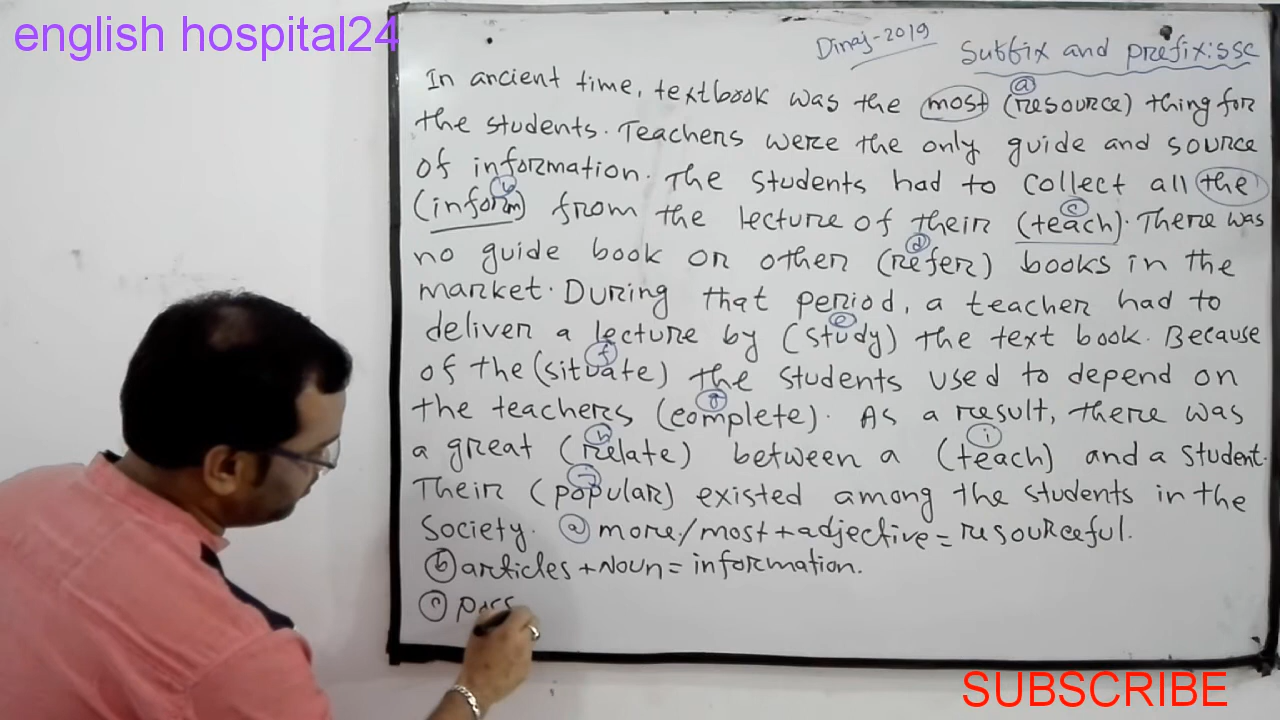 english hospital24
Dinaj-2019
Suffix and prefix:ssc
In ancient time, textbook was the most (resource) thing for
a
the students. Teachers were the only guide and source
of information. The students had to collect all the
b
(inform) from the lecture of their (teach). There was
c
no guide book or other (refer) books in the
d
market. During that period, a teacher had to
deliver a lecture by (study) the text book. Because
e
of the (situate) the students used to depend on
f
the teachers (complete). As a result, there was
g
a great (relate) between a (teach) and a student.
h
i
Their (popular) existed among the students in the
society. a more/most+adjective=resourceful.
b articles+Noun=information.
c poss
SUBSCRIBE